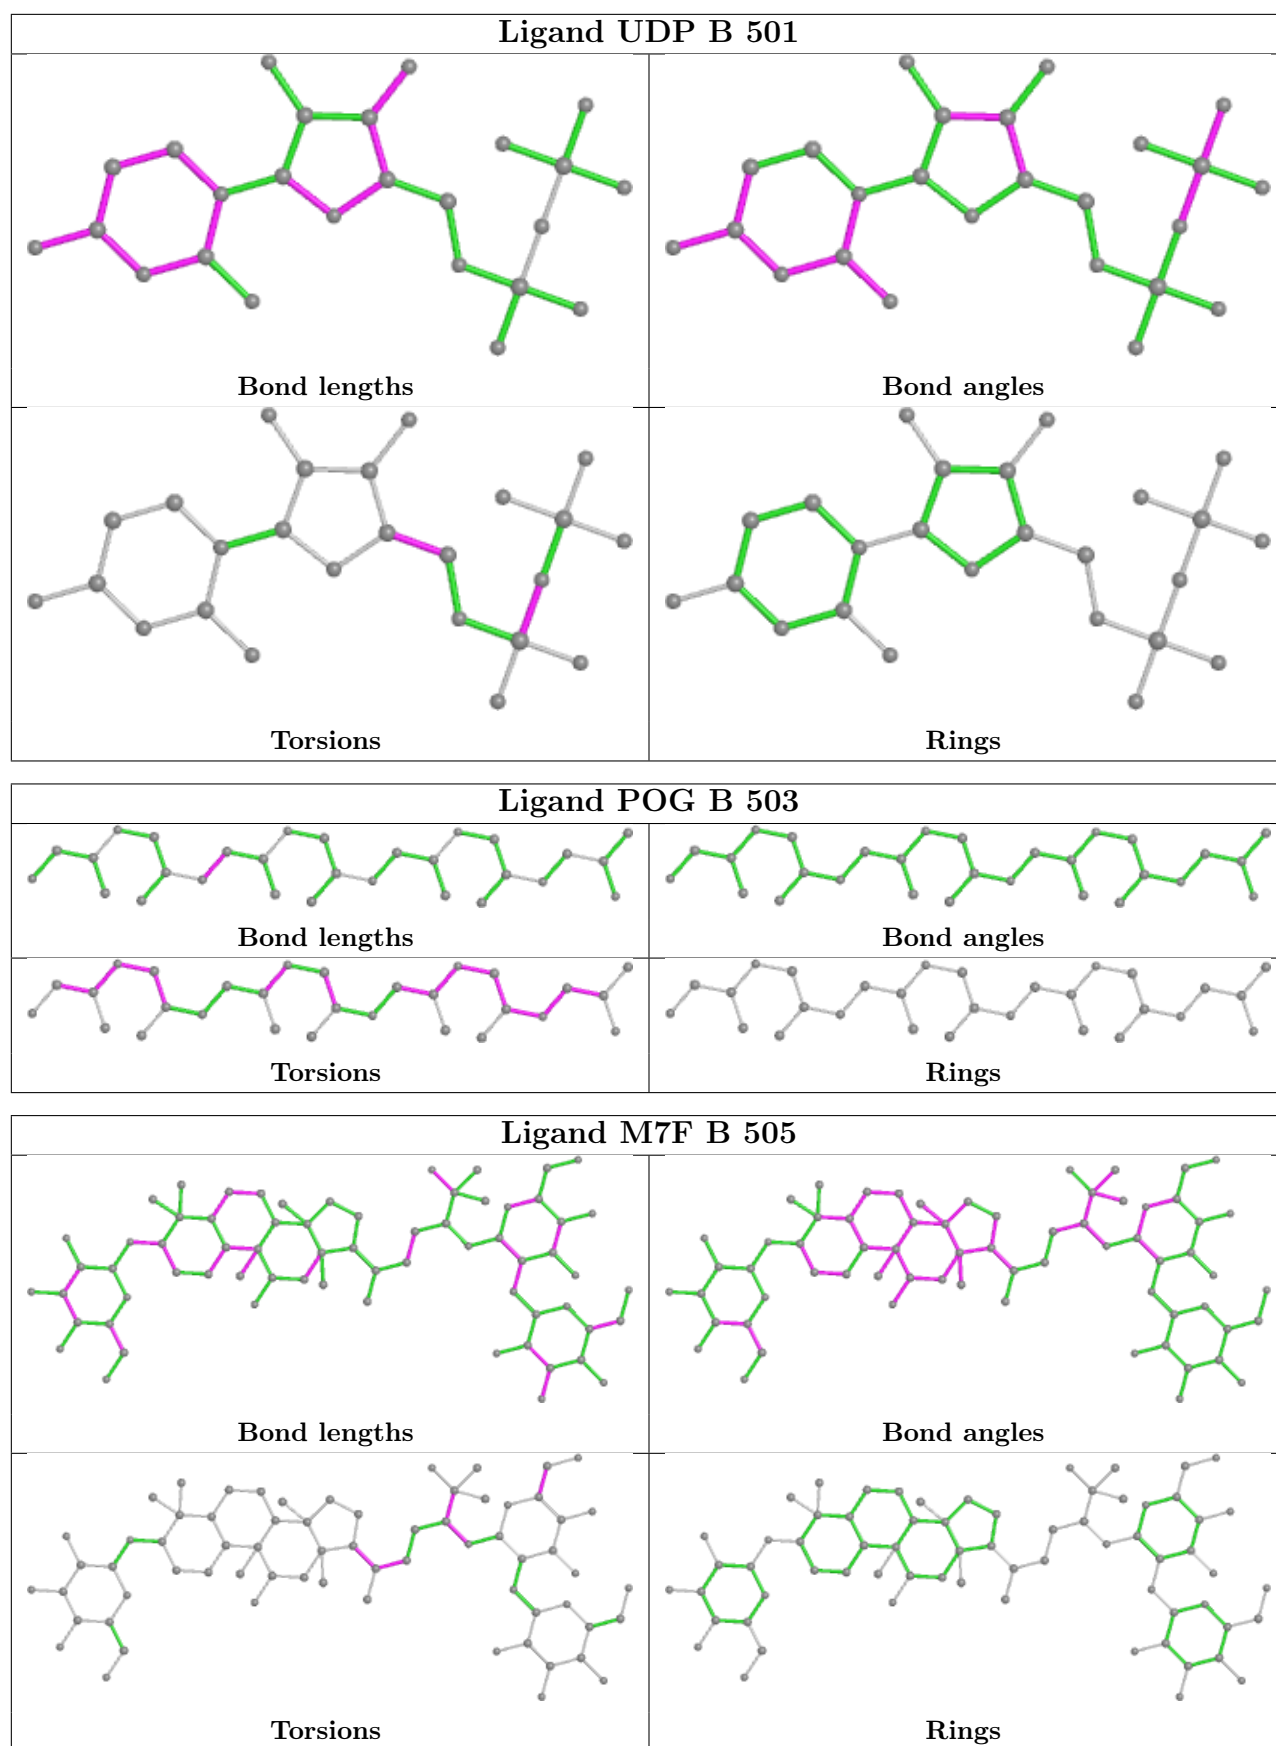 Ligand UDP B 501
Bond lengths
Bond angles
Torsions
Rings
Ligand POG B 503
Bond lengths
Bond angles
Torsions
Rings
Ligand M7F B 505
Bond lengths
Bond angles
Torsions
Rings